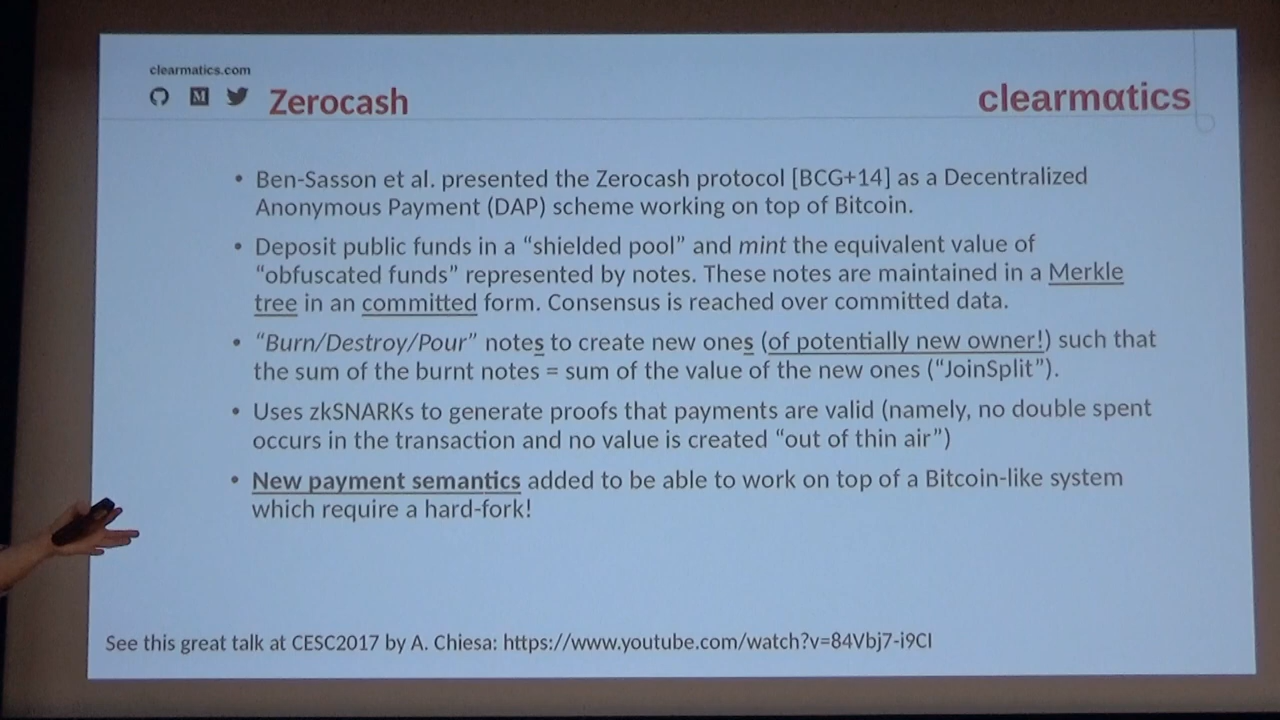 clearmatics.com
Zerocash
clearmαtics
• Ben-Sasson et al. presented the Zerocash protocol [BCG+14] as a Decentralized
Anonymous Payment (DAP) scheme working on top of Bitcoin.
• Deposit public funds in a “shielded pool” and mint the equivalent value of
“obfuscated funds” represented by notes. These notes are maintained in a Merkle
tree in an committed form. Consensus is reached over committed data.
• “Burn/Destroy/Pour” notes to create new ones (of potentially new owner!) such that
the sum of the burnt notes = sum of the value of the new ones (“JoinSplit”).
• Uses zkSNARKs to generate proofs that payments are valid (namely, no double spent
occurs in the transaction and no value is created “out of thin air”)
• New payment semantics added to be able to work on top of a Bitcoin-like system
which require a hard-fork!
See this great talk at CESC2017 by A. Chiesa: https://www.youtube.com/watch?v=84Vbj7-i9CI